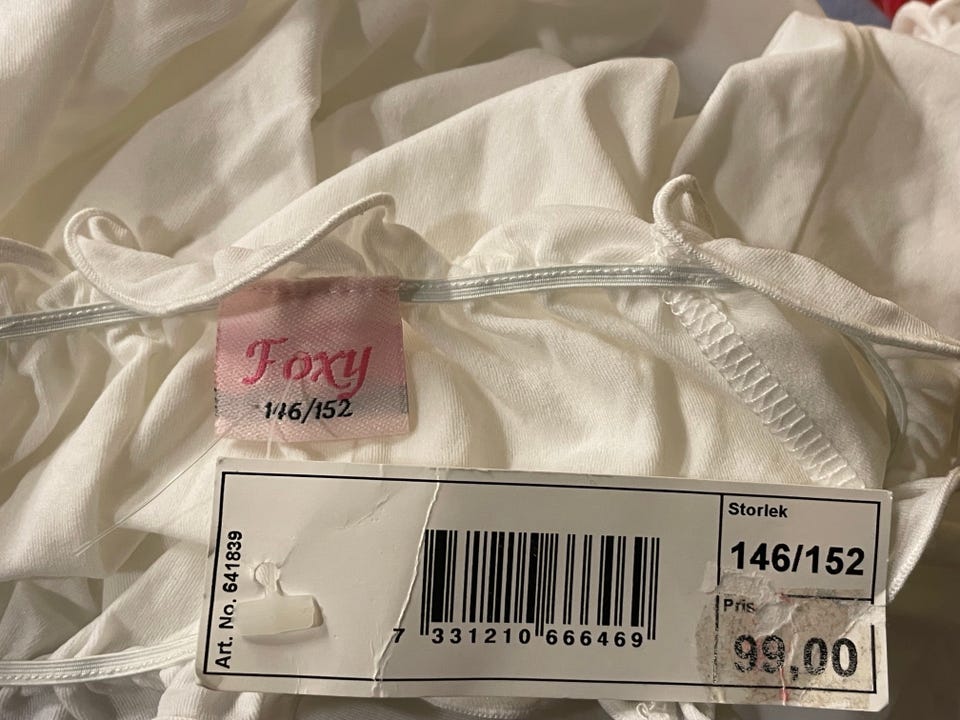 Foxy
146/152
Art. No. 641839
7 331210 666469
Storlek
146/152
Pris
99,00